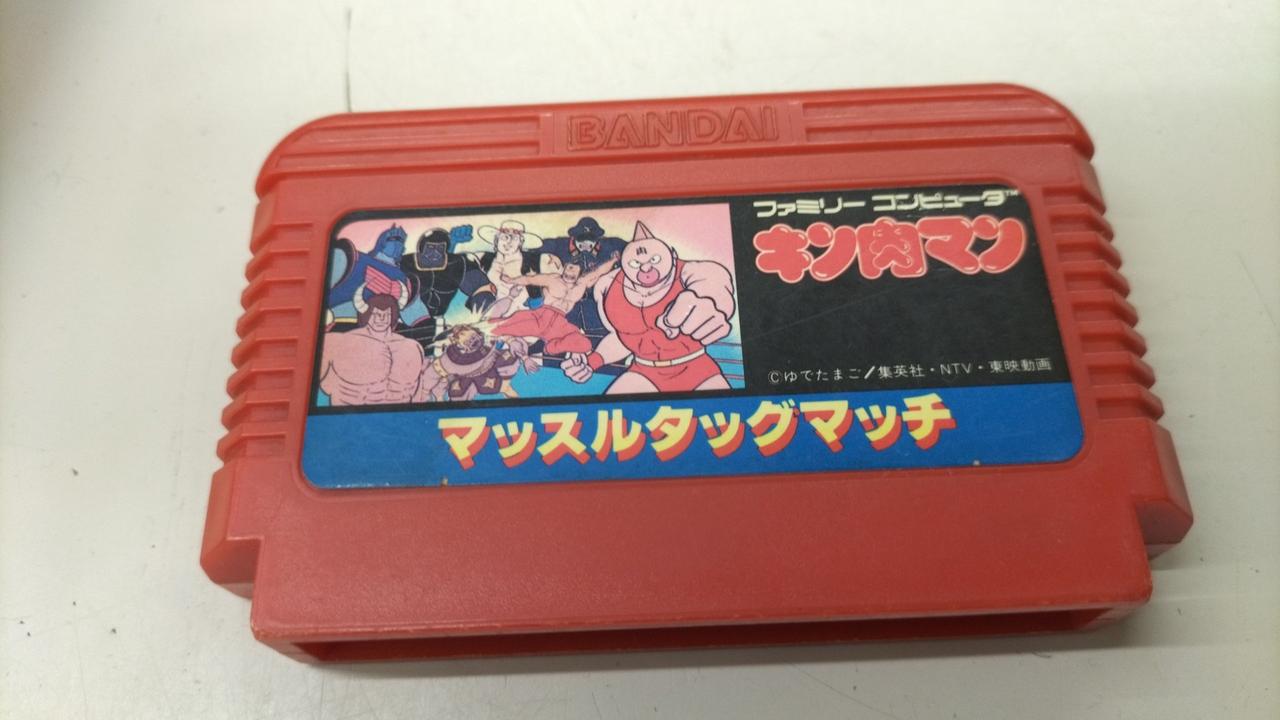 BANDAI
ファミリー コンピュータ™
キン肉マン
肉
©ゆでたまご/集英社・NTV・東映動画
マッスルタッグマッチ